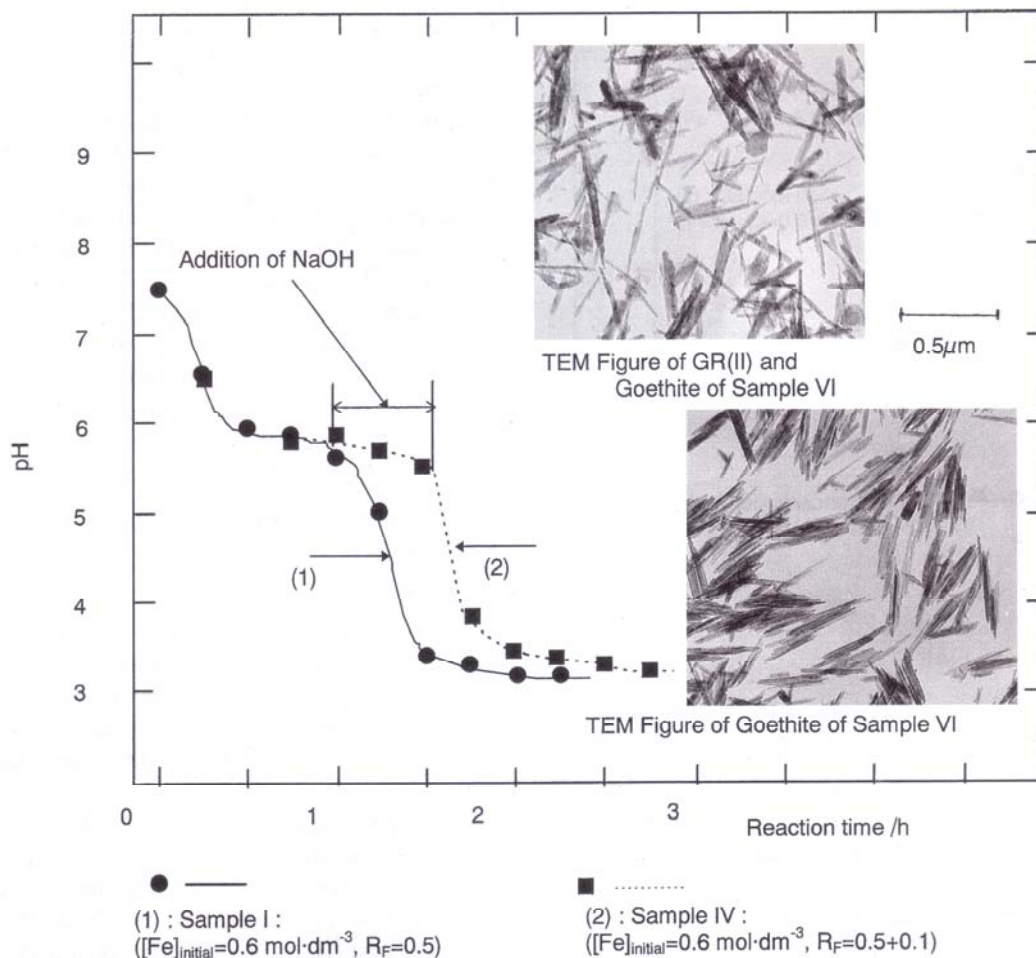 9
8
7
6
5
4
3
pH
Addition of NaOH
(1)
(2)
0.5μm
TEM Figure of GR(II) and
Goethite of Sample VI
TEM Figure of Goethite of Sample VI
0
1
2
3
Reaction time /h
(1) : Sample I :
([Fe]initial=0.6 mol·dm-3, RF=0.5)
(2) : Sample IV :
([Fe]initial=0.6 mol·dm-3, RF=0.5+0.1)